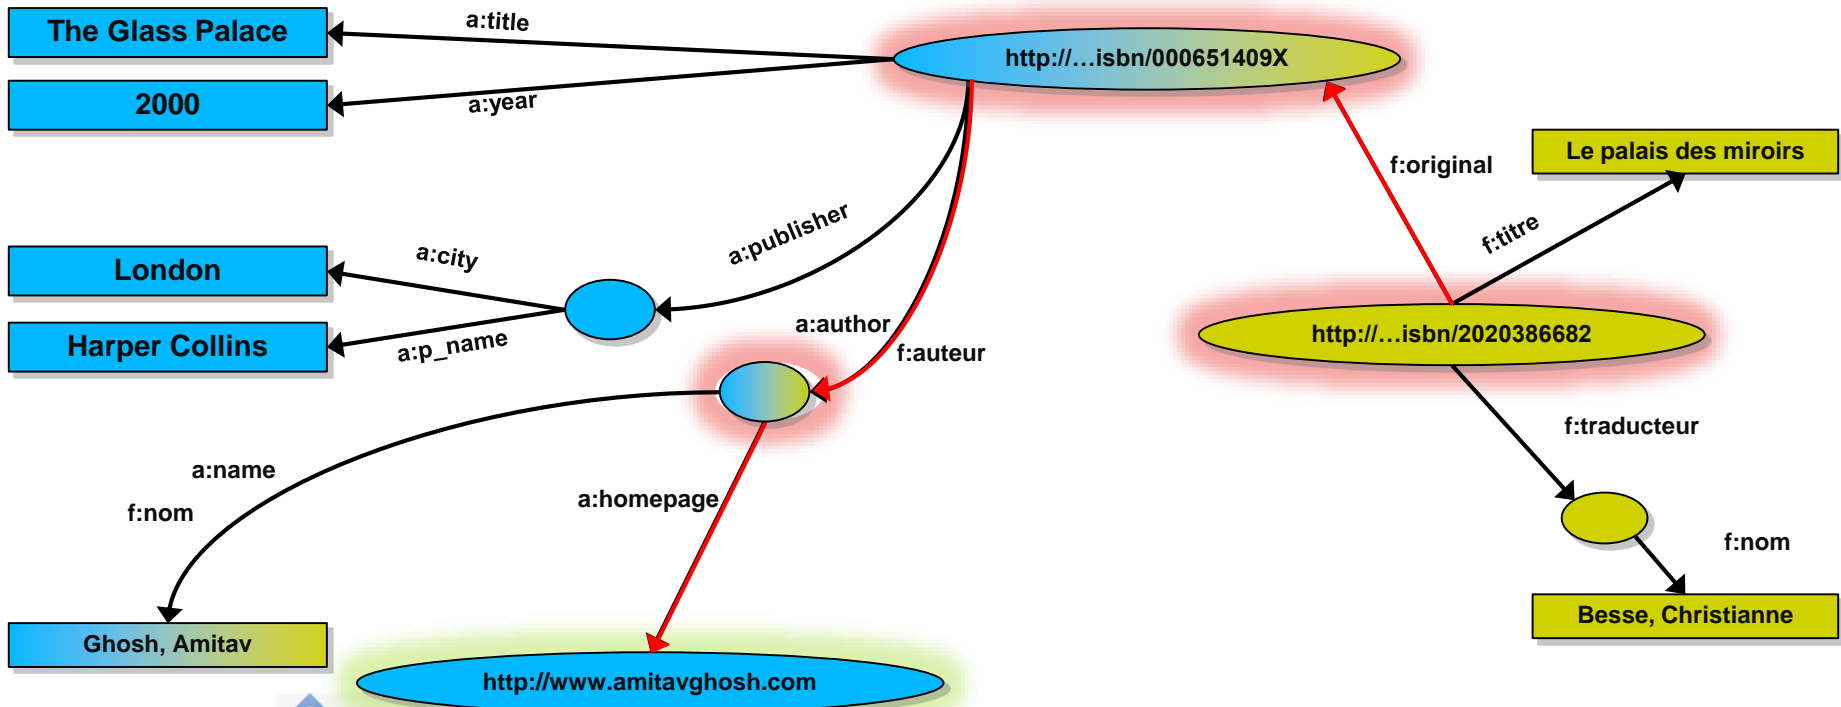 The Glass Palace
a:title
http://…isbn/000651409X
2000
a:year
Le palais des miroirs
f:original
f:titre
a:publisher
London
a:city
Harper Collins
a:p_name
a:author
f:auteur
http://…isbn/2020386682
f:traducteur
a:name
f:nom
a:homepage
f:nom
Ghosh, Amitav
Besse, Christianne
http://www.amitavghosh.com